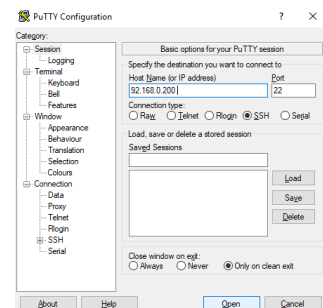 PuTTY Configuration
?
X
Category:
Session
Logging
Terminal
Keyboard
Bell
Features
Window
Appearance
Behaviour
Translation
Selection
Colours
Connection
Data
Proxy
Telnet
Rlogin
SSH
Serial
Basic options for your PuTTY session
Specify the destination you want to connect to
Host Name (or IP address) Port
92.168.0.200 22
Connection type:
Raw Telnet Rlogin SSH Serial
Load, save or delete a stored session
Saved Sessions
Load
Save
Delete
Close window on exit:
Always Never Only on clean exit
About Help Open Cancel